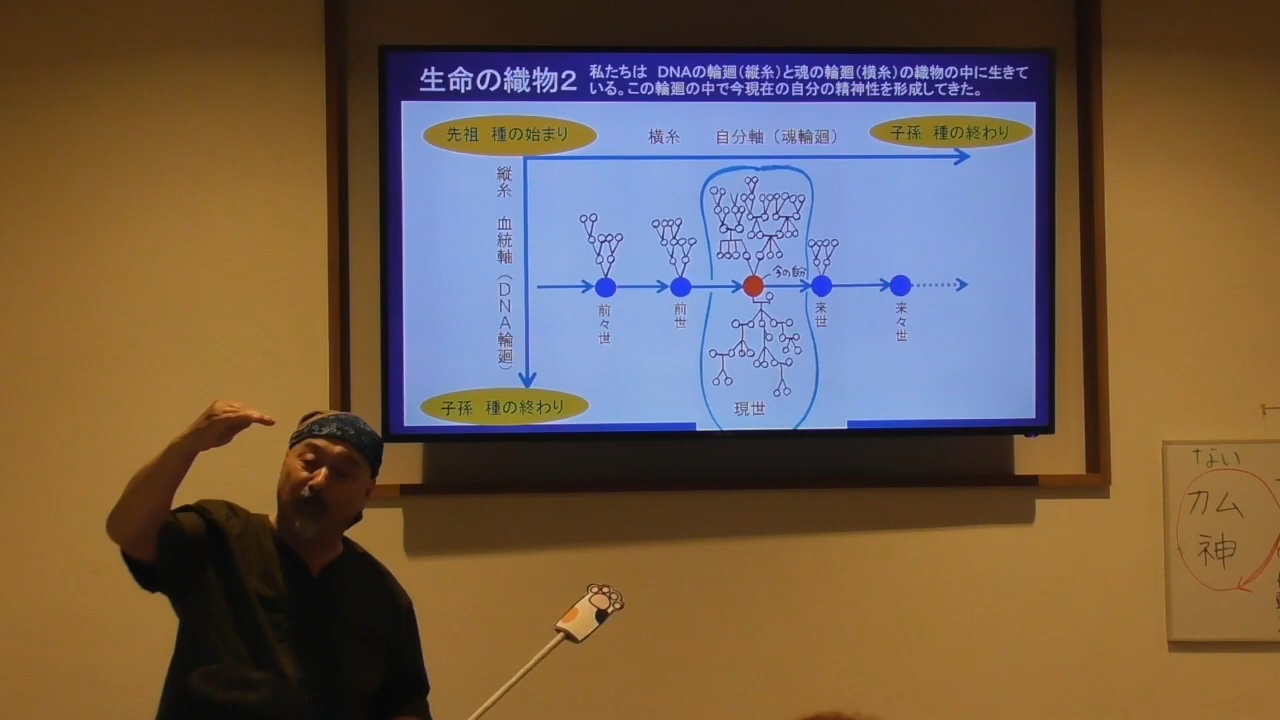 生命の織物2
私たちは　DNAの輪廻(縦糸)と魂の輪廻(横糸)の織物の中に生きて
いる。この輪廻の中で今現在の自分の精神性を形成してきた。
先祖　種の始まり
横糸　自分軸（魂輪廻）
子孫　種の終わり
縦糸　血統軸（DNA輪廻）
今の自分
前々世
前世
来世
来々世
現世
子孫　種の終わり
ない
カム
神